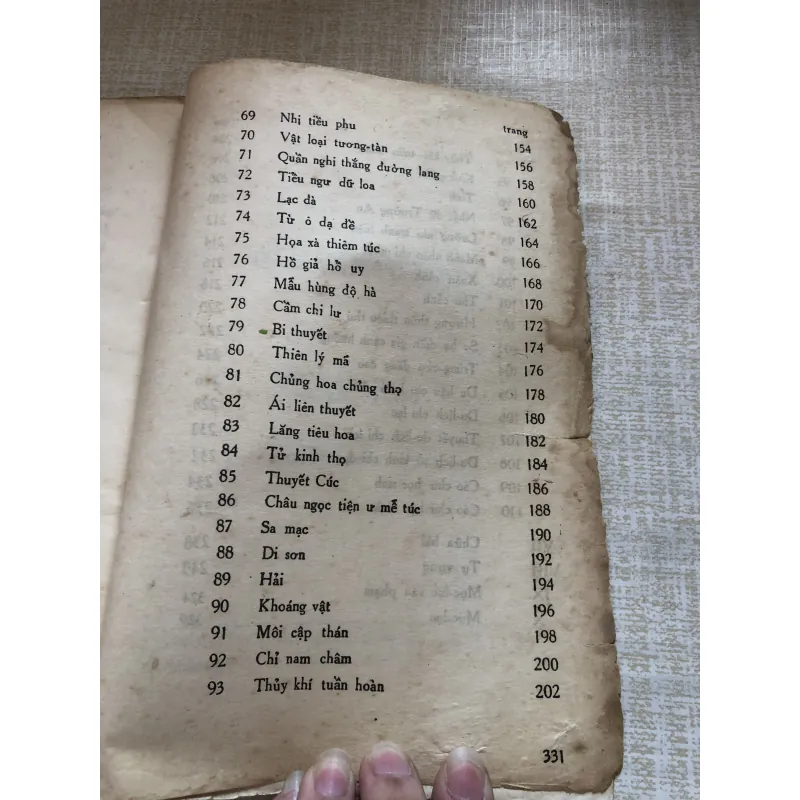 trang
69 Nhị tiều phu 154
70 Vật loại tương-tàn 156
71 Quần nghị thắng đường lang 158
72 Tiều ngư dữ loa 160
73 Lạc đà 162
74 Từ ô dạ đề 164
75 Họa xà thiêm túc 166
76 Hồ giả hổ uy 168
77 Mẫu hùng độ hà 170
78 Cầm chi lư 172
79 Bi thuyết 174
80 Thiên lý mã 176
81 Chủng hoa chủng thọ 178
82 Ái liên thuyết 180
83 Lăng tiêu hoa 182
84 Tử kinh thọ 184
85 Thuyết Cúc 186
86 Châu ngọc tiện ư mễ túc 188
87 Sa mạc 190
88 Di sơn 192
89 Hải 194
90 Khoáng vật 196
91 Môi cập thán 198
92 Chỉ nam châm 200
93 Thủy khí tuần hoàn 202
331